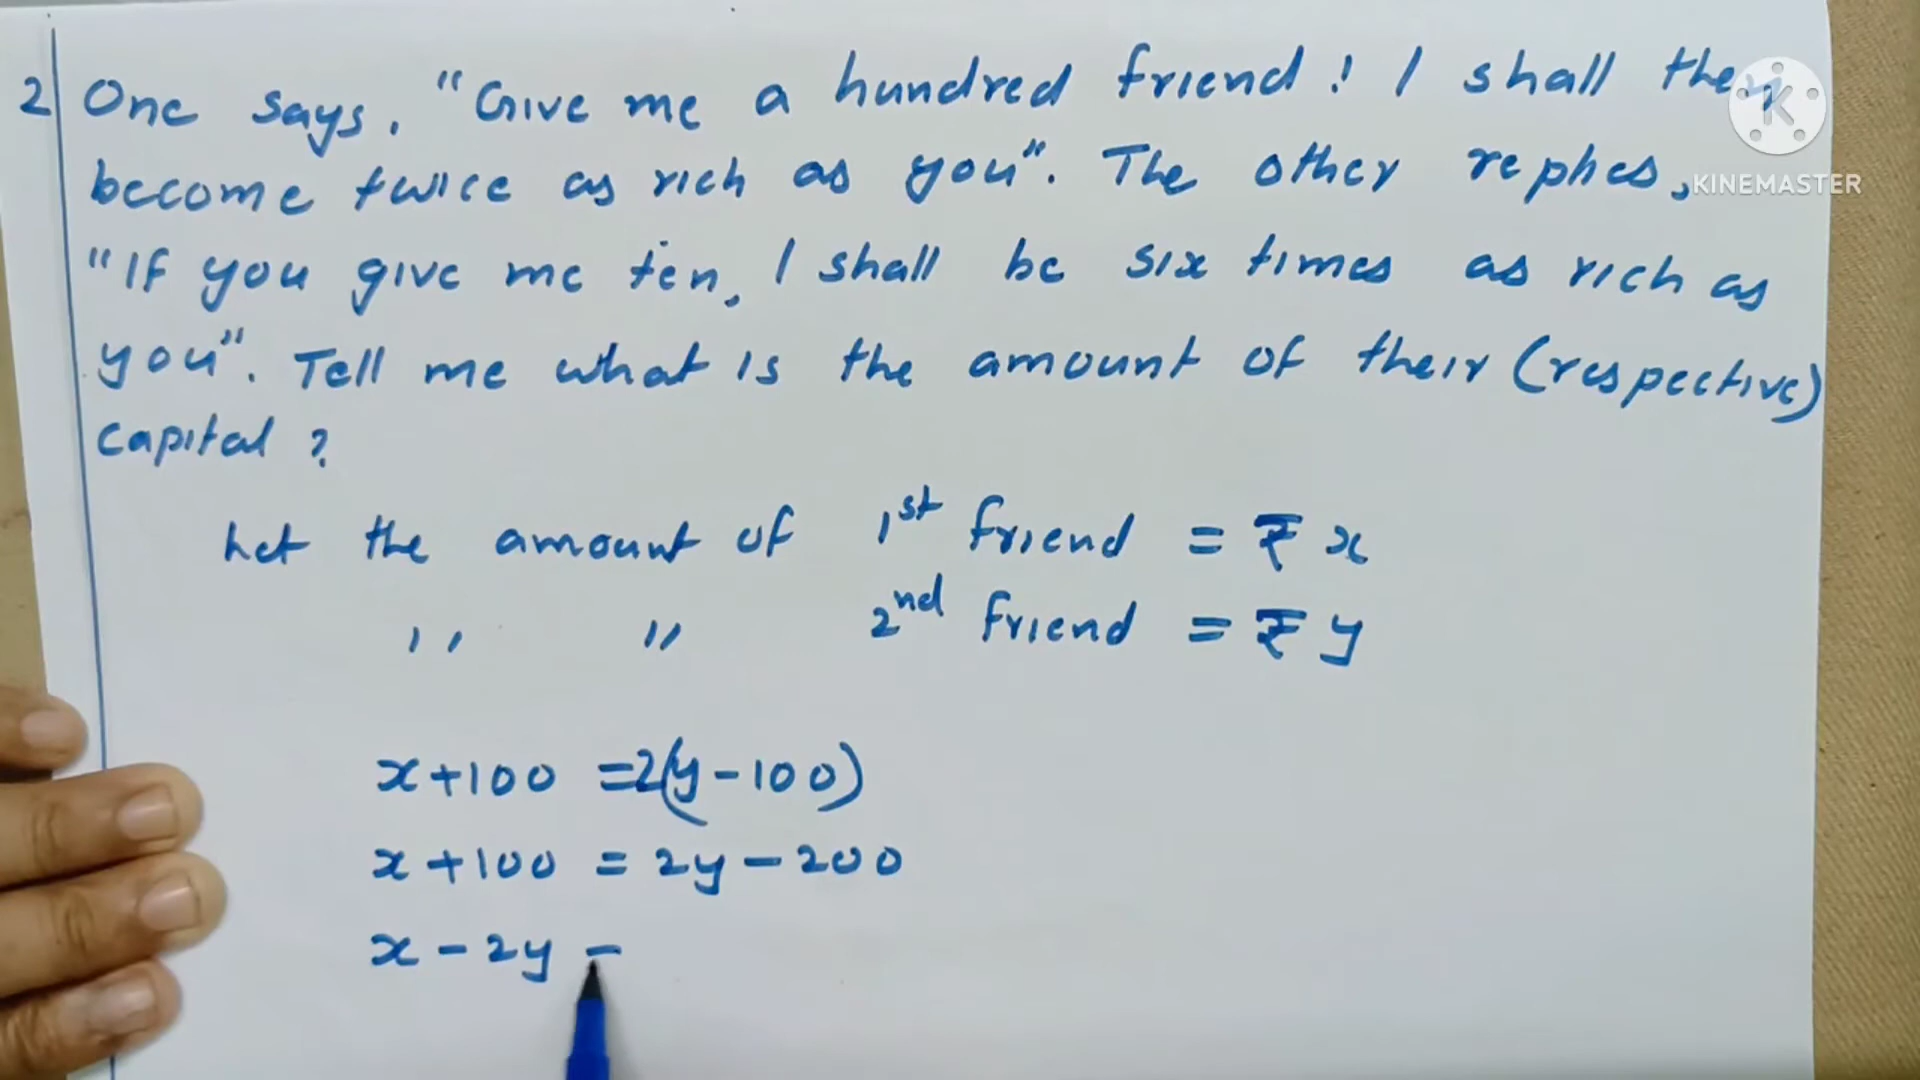 2 One says, "Give me a hundred friend! I shall then
become twice as rich as you". The other replies,
"If you give me ten, I shall be six times as rich as
you". Tell me what is the amount of their (respective)
capital?
Let the amount of 1st friend = ₹ x
,, ,, 2nd friend = ₹ y
x+100 =2(y-100)
x+100 = 2y-200
x-2y -
KINEMASTER